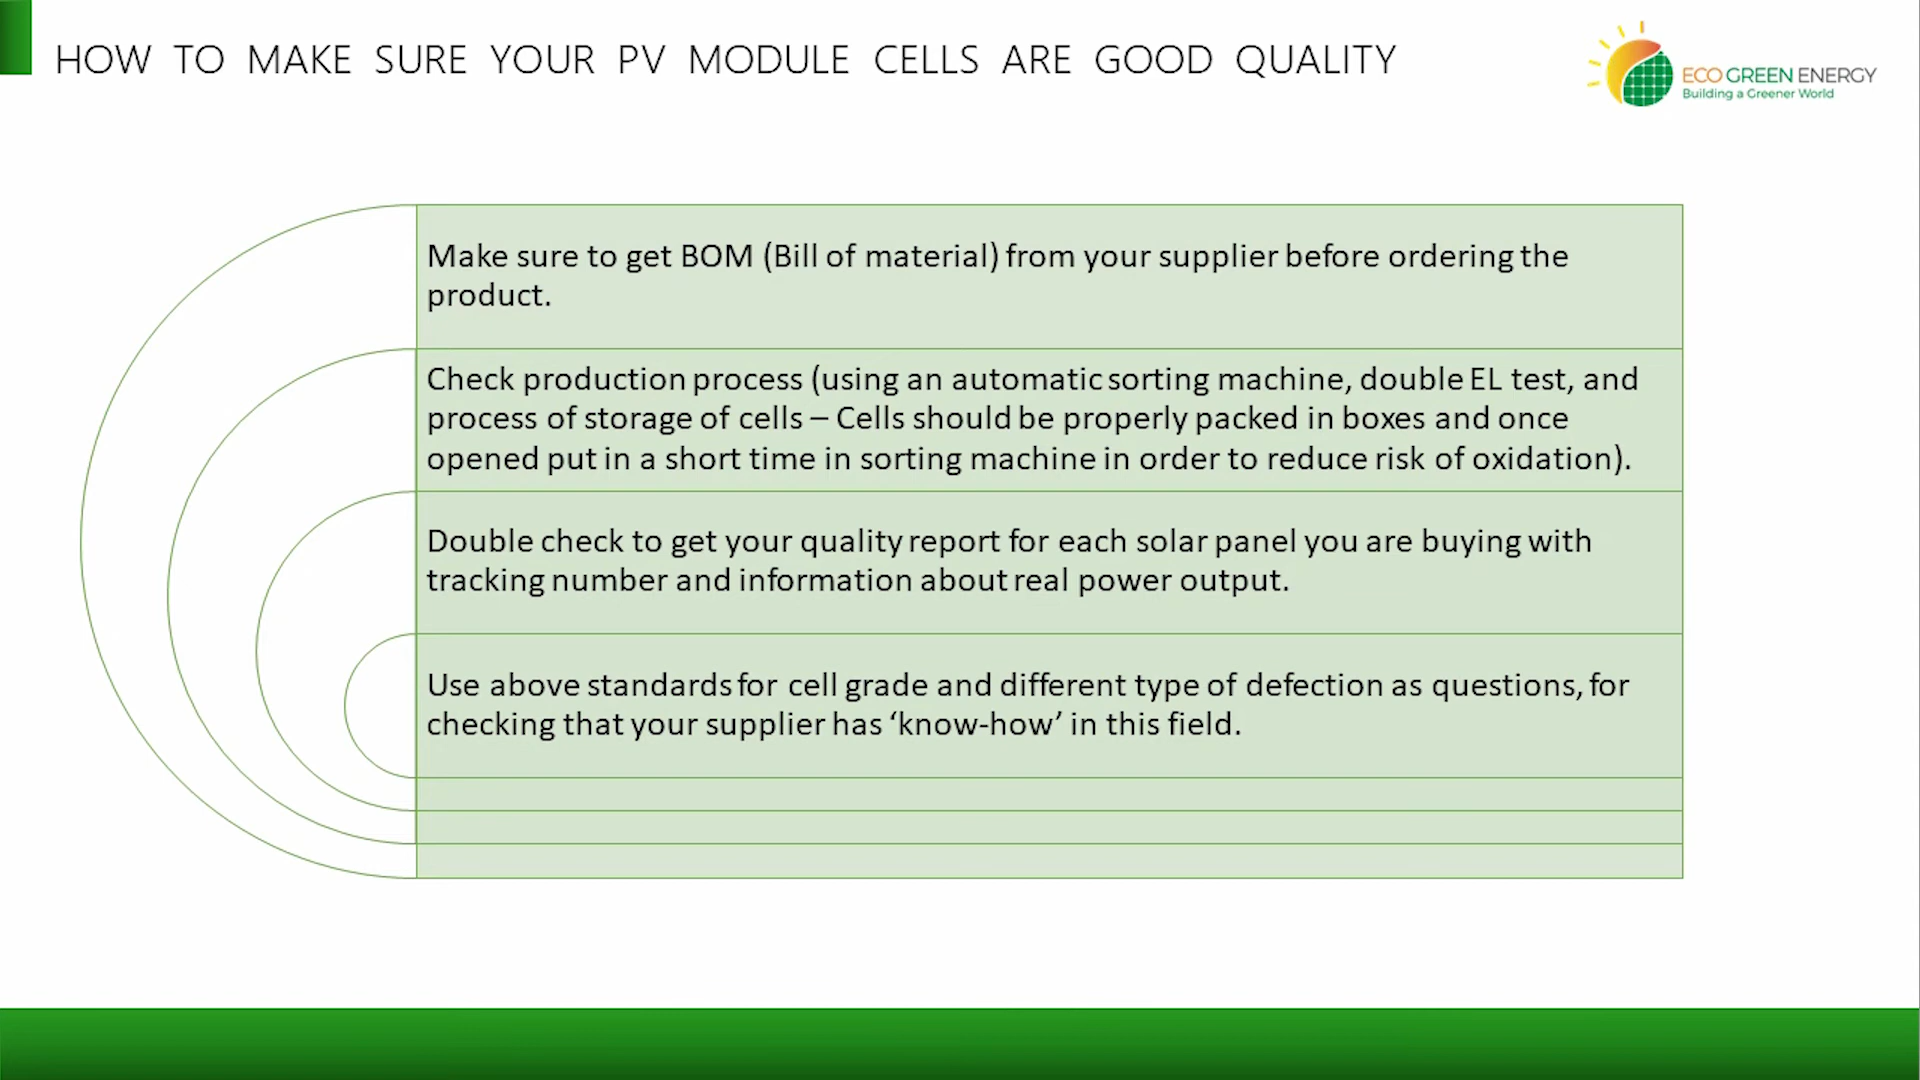 HOW TO MAKE SURE YOUR PV MODULE CELLS ARE GOOD QUALITY
ECO GREEN ENERGY
Building a Greener World
Make sure to get BOM (Bill of material) from your supplier before ordering the
product.
Check production process (using an automatic sorting machine, double EL test, and
process of storage of cells – Cells should be properly packed in boxes and once
opened put in a short time in sorting machine in order to reduce risk of oxidation).
Double check to get your quality report for each solar panel you are buying with
tracking number and information about real power output.
Use above standards for cell grade and different type of defection as questions, for
checking that your supplier has ‘know-how’ in this field.